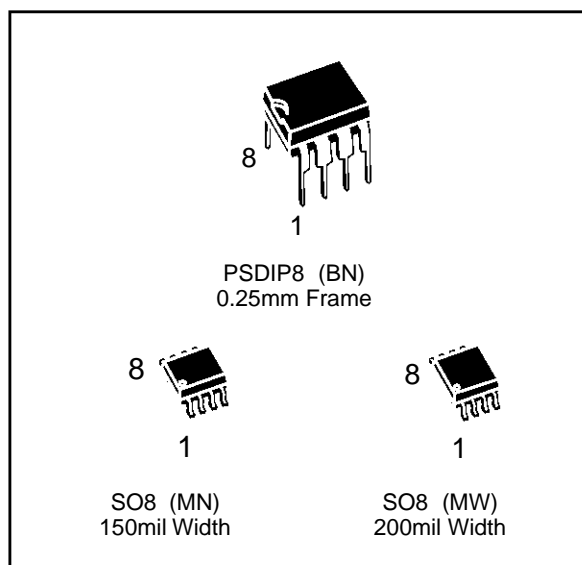 8
1
PSDIP8 (BN)
0.25mm Frame
8
1
SO8 (MN)
150mil Width
8
1
SO8 (MW)
200mil Width